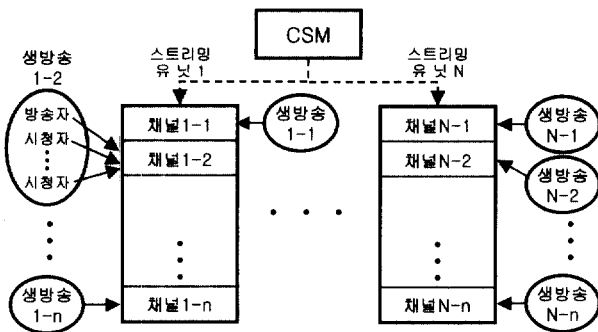 CSM
생방송
1-2
스트리밍
유 닛 1
스트리밍
유 닛 N
방송자
시청자
시청자
채널1-1
채널1-2
채널1-n
생방송
1-1
생방송
1-n
채널N-1
채널N-2
채널N-n
생방송
N-1
생방송
N-2
생방송
N-n